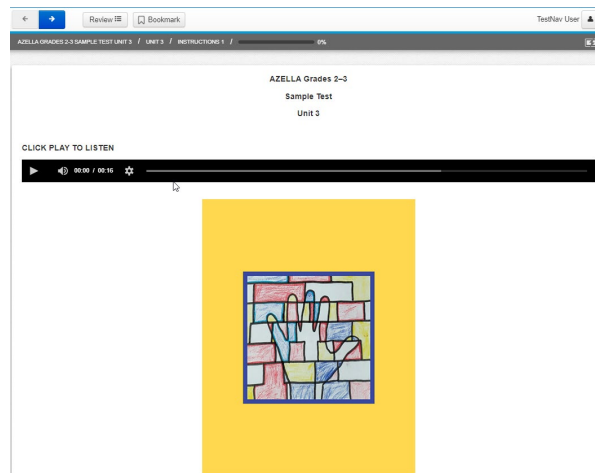 Review
Bookmark
TestNav User
AZELLA GRADES 2-3 SAMPLE TEST UNIT 3 / UNIT 3 / INSTRUCTIONS 1 / 0%
AZELLA Grades 2–3
Sample Test
Unit 3
CLICK PLAY TO LISTEN
00:00 / 00:16